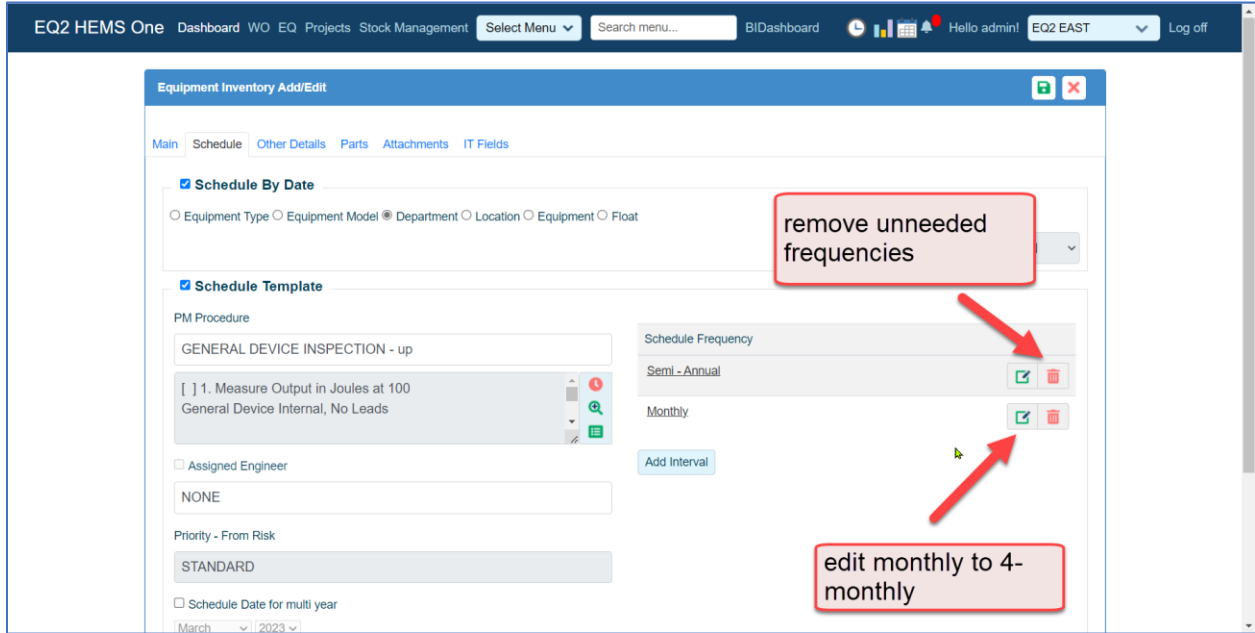 EQ2 HEMS One Dashboard WO EQ Projects Stock Management Select Menu Search menu... BIDashboard Hello admin! EQ2 EAST Log off
Equipment Inventory Add/Edit
Main Schedule Other Details Parts Attachments IT Fields
Schedule By Date
Equipment Type Equipment Model Department Location Equipment Float
remove unneeded
frequencies
Schedule Template
PM Procedure
GENERAL DEVICE INSPECTION - up
[ ] 1. Measure Output in Joules at 100
General Device Internal, No Leads
Schedule Frequency
Semi - Annual
Monthly
Add Interval
Assigned Engineer
NONE
Priority - From Risk
STANDARD
edit monthly to 4-
monthly
Schedule Date for multi year
March 2023